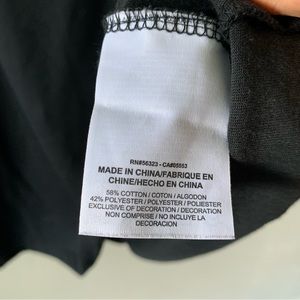 RN#56323 - CA#05553
MADE IN CHINA/FABRIQUE EN
CHINE/HECHO EN CHINA
58% COTTON / COTON / ALGODON
42% POLYESTER / POLYESTER / POLIESTER
EXCLUSIVE OF DECORATION / DECORATION
NON COMPRISE / NO INCLUYE LA
DECORACION